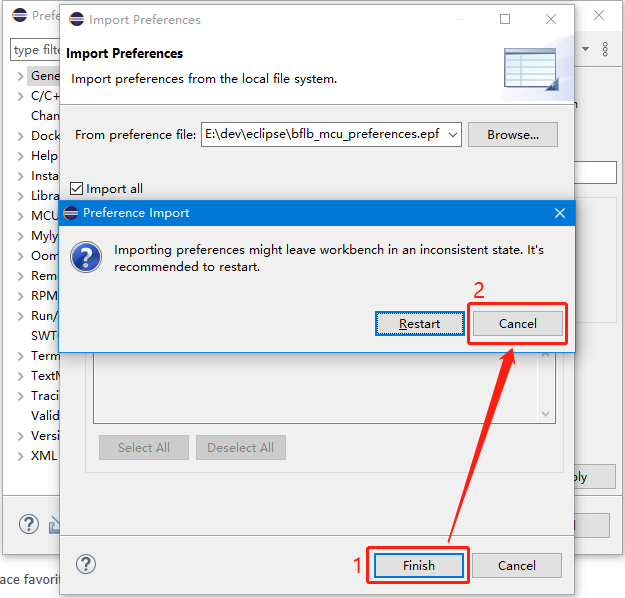 Import Preferences
Import Preferences
Import preferences from the local file system.
type filte
From preference file:
E:\dev\eclipse\bflb_mcu_preferences.epf
Browse...
Import all
Gene
C/C+
Chan
Dock
Help
Insta
Libra
MCU
Myly
Oom
Remo
RPM
Run/
SWT
Term
TextM
Traci
Valid
Versi
XML
Preference Import
Importing preferences might leave workbench in an inconsistent state. It's
recommended to restart.
2
Restart
Cancel
Select All
Deselect All
ply
1
Finish
Cancel
ace favorit